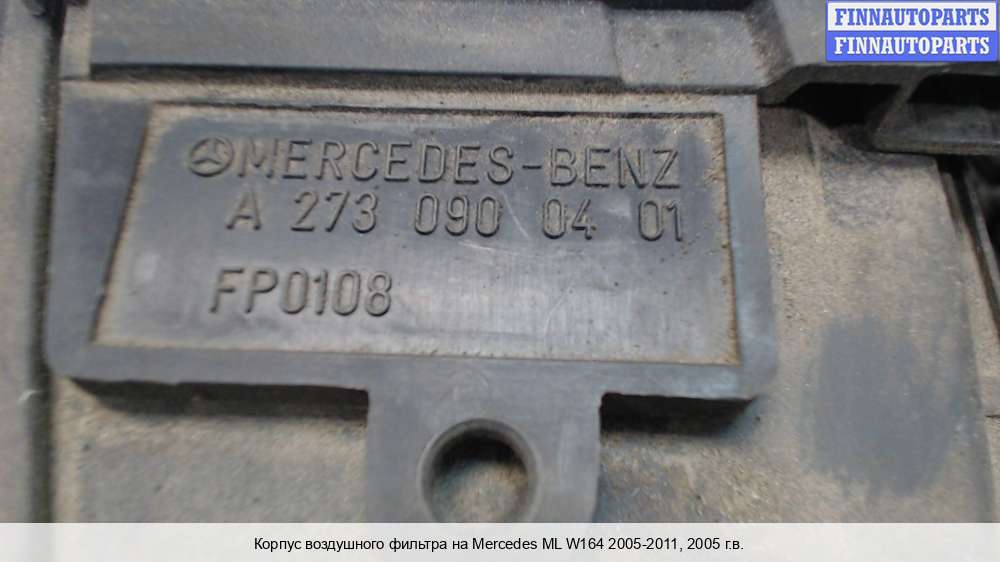 FINNAUTOPARTS
FINNAUTOPARTS
MERCEDES-BENZ
A 273 090 04 01
FP0108
Корпус воздушного фильтра на Mercedes ML W164 2005-2011, 2005 г.в.